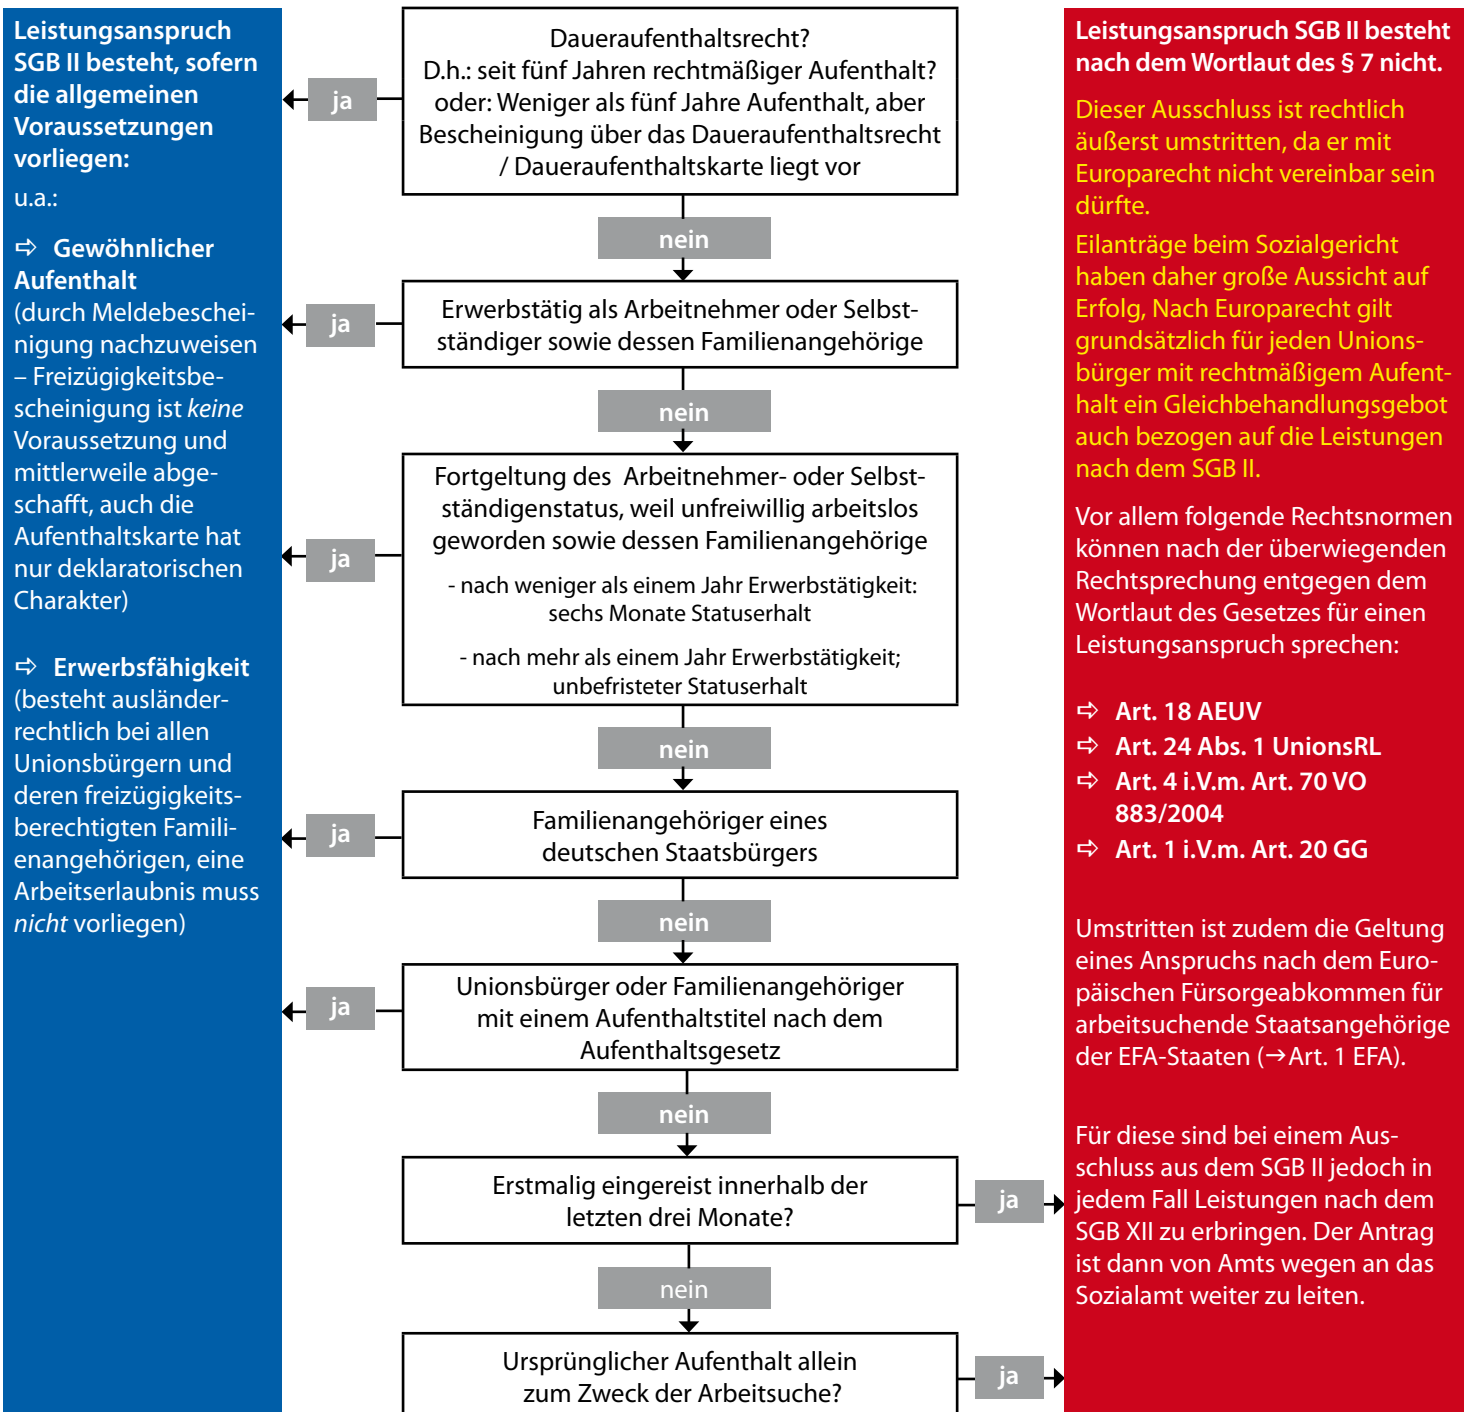 Leistungsanspruch
SGB II besteht, sofern
die allgemeinen
Voraussetzungen
vorliegen:
u.a.:
⇨ Gewöhnlicher
Aufenthalt
(durch Meldebeschei-
nigung nachzuweisen
– Freizügigkeitsbe-
scheinigung ist keine
Voraussetzung und
mittlerweile abge-
schafft, auch die
Aufenthaltskarte hat
nur deklaratorischen
Charakter)
⇨ Erwerbsfähigkeit
(besteht ausländer-
rechtlich bei allen
Unionsbürgern und
deren freizügigkeits-
berechtigten Famili-
enangehörigen, eine
Arbeitserlaubnis muss
nicht vorliegen)
Daueraufenthaltsrecht?
D.h.: seit fünf Jahren rechtmäßiger Aufenthalt?
oder: Weniger als fünf Jahre Aufenthalt, aber
Bescheinigung über das Daueraufenthaltsrecht
/ Daueraufenthaltskarte liegt vor
ja
nein
Erwerbstätig als Arbeitnehmer oder Selbst-
ständiger sowie dessen Familienangehörige
ja
nein
Fortgeltung des Arbeitnehmer- oder Selbst-
ständigenstatus, weil unfreiwillig arbeitslos
geworden sowie dessen Familienangehörige
- nach weniger als einem Jahr Erwerbstätigkeit:
sechs Monate Statuserhalt
- nach mehr als einem Jahr Erwerbstätigkeit;
unbefristeter Statuserhalt
ja
nein
Familienangehöriger eines
deutschen Staatsbürgers
ja
nein
Unionsbürger oder Familienangehöriger
mit einem Aufenthaltstitel nach dem
Aufenthaltsgesetz
ja
nein
Erstmalig eingereist innerhalb der
letzten drei Monate?
ja
nein
Ursprünglicher Aufenthalt allein
zum Zweck der Arbeitsuche?
ja
Leistungsanspruch SGB II besteht
nach dem Wortlaut des § 7 nicht.
Dieser Ausschluss ist rechtlich
äußerst umstritten, da er mit
Europarecht nicht vereinbar sein
dürfte.
Eilanträge beim Sozialgericht
haben daher große Aussicht auf
Erfolg, Nach Europarecht gilt
grundsätzlich für jeden Unions-
bürger mit rechtmäßigem Aufent-
halt ein Gleichbehandlungsgebot
auch bezogen auf die Leistungen
nach dem SGB II.
Vor allem folgende Rechtsnormen
können nach der überwiegenden
Rechtsprechung entgegen dem
Wortlaut des Gesetzes für einen
Leistungsanspruch sprechen:
⇨ Art. 18 AEUV
⇨ Art. 24 Abs. 1 UnionsRL
⇨ Art. 4 i.V.m. Art. 70 VO
883/2004
⇨ Art. 1 i.V.m. Art. 20 GG
Umstritten ist zudem die Geltung
eines Anspruchs nach dem Euro-
päischen Fürsorgeabkommen für
arbeitsuchende Staatsangehörige
der EFA-Staaten (→Art. 1 EFA).
Für diese sind bei einem Aus-
schluss aus dem SGB II jedoch in
jedem Fall Leistungen nach dem
SGB XII zu erbringen. Der Antrag
ist dann von Amts wegen an das
Sozialamt weiter zu leiten.